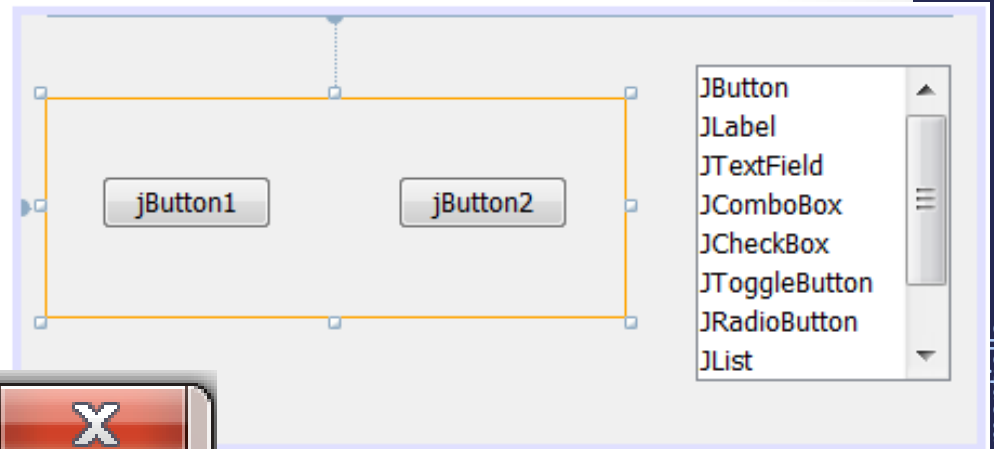 jButton1
jButton2
JButton
JLabel
JTextField
JComboBox
JCheckBox
JToggleButton
JRadioButton
JList